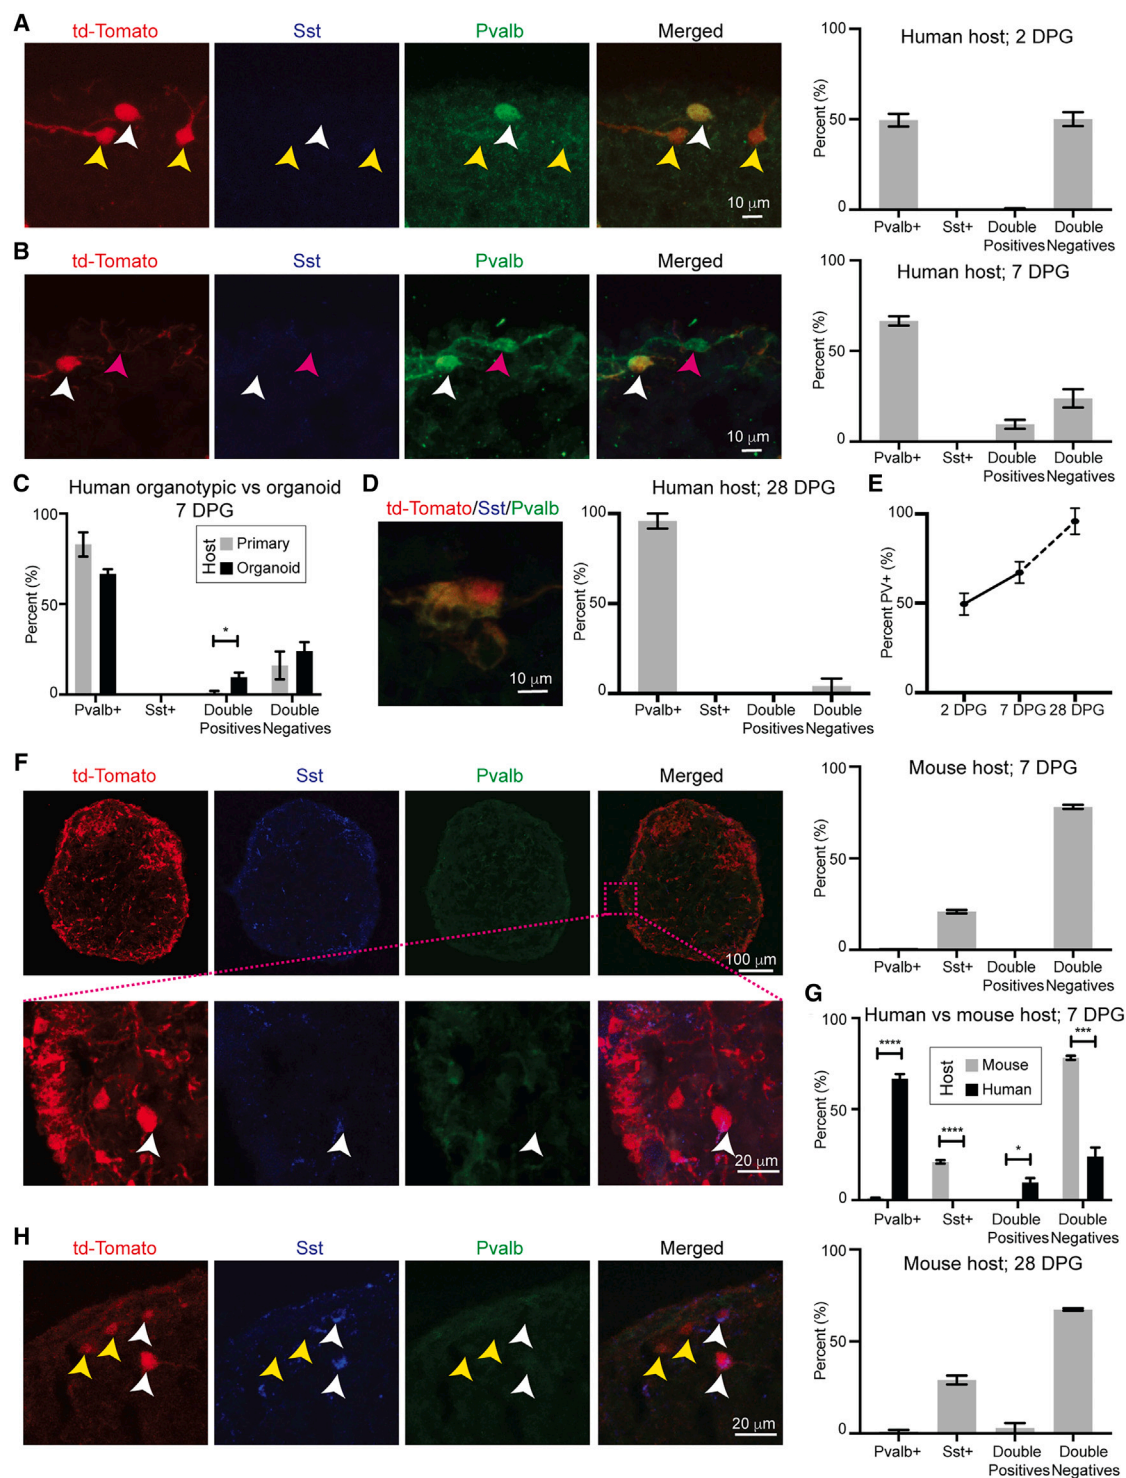 A
td-Tomato Sst Pvalb Merged
10 µm
Human host; 2 DPG
Percent (%)
100
50
0
Pvalb+ Sst+ Double Positives Double Negatives
B
td-Tomato Sst Pvalb Merged
10 µm
Human host; 7 DPG
Percent (%)
100
50
0
Pvalb+ Sst+ Double Positives Double Negatives
C
Human organotypic vs organoid
7 DPG
Percent (%)
100
50
0
Host
Primary
Organoid
*
Pvalb+ Sst+ Double Positives Double Negatives
D
td-Tomato/Sst/Pvalb
10 µm
Human host; 28 DPG
Percent (%)
100
50
0
Pvalb+ Sst+ Double Positives Double Negatives
E
Percent PV+ (%)
100
50
0
2 DPG 7 DPG 28 DPG
F
td-Tomato Sst Pvalb Merged
100 µm
20 µm
Mouse host; 7 DPG
Percent (%)
100
50
0
Pvalb+ Sst+ Double Positives Double Negatives
G
Human vs mouse host; 7 DPG
Percent (%)
100
50
0
Host
Mouse
Human
**** **** * ***
Pvalb+ Sst+ Double Positives Double Negatives
H
td-Tomato Sst Pvalb Merged
20 µm
Mouse host; 28 DPG
Percent (%)
100
50
0
Pvalb+ Sst+ Double Positives Double Negatives